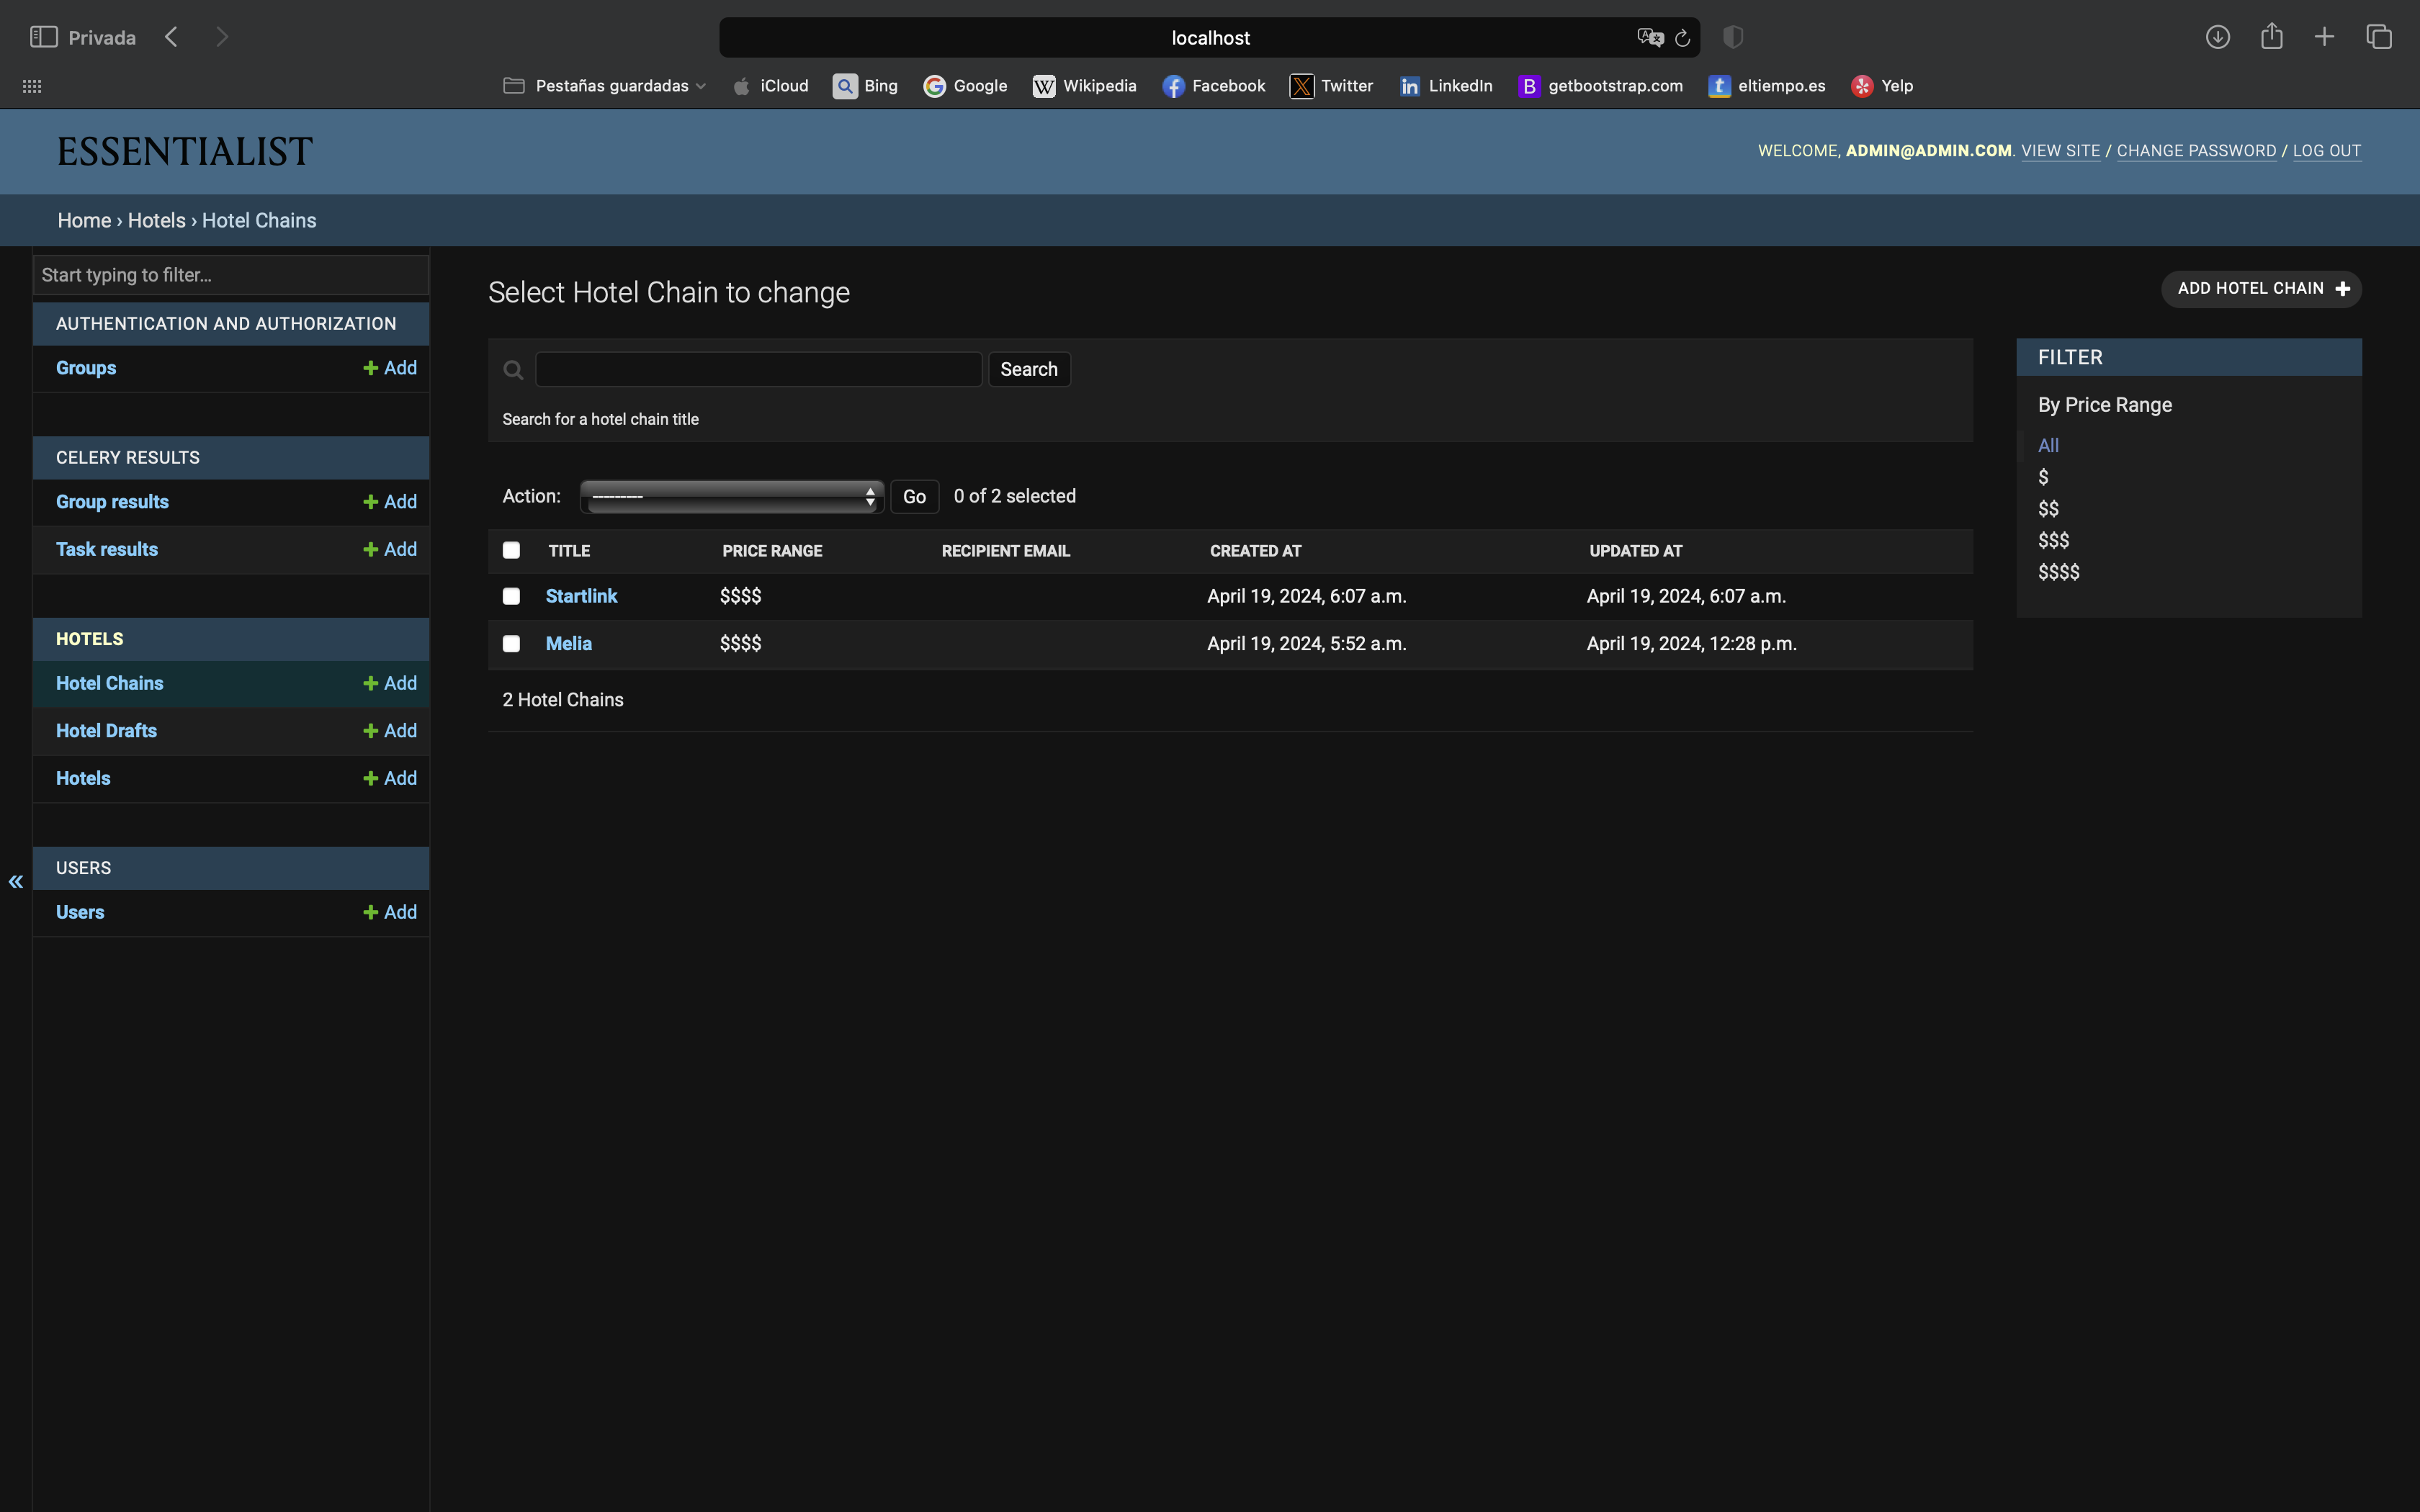 Privada
localhost
Pestañas guardadas iCloud Bing Google Wikipedia Facebook Twitter LinkedIn getbootstrap.com eltiempo.es Yelp
ESSENTIALIST
WELCOME, ADMIN@ADMIN.COM. VIEW SITE / CHANGE PASSWORD / LOG OUT
Home › Hotels › Hotel Chains
Start typing to filter...
AUTHENTICATION AND AUTHORIZATION
Groups + Add
CELERY RESULTS
Group results + Add
Task results + Add
HOTELS
Hotel Chains + Add
Hotel Drafts + Add
Hotels + Add
USERS
Users + Add
«
Select Hotel Chain to change
ADD HOTEL CHAIN +
Search
Search for a hotel chain title
Action: --------- Go 0 of 2 selected
TITLE PRICE RANGE RECIPIENT EMAIL CREATED AT UPDATED AT
Startlink $$$$ April 19, 2024, 6:07 a.m. April 19, 2024, 6:07 a.m.
Melia $$$$ April 19, 2024, 5:52 a.m. April 19, 2024, 12:28 p.m.
2 Hotel Chains
FILTER
By Price Range
All
$
$$
$$$
$$$$